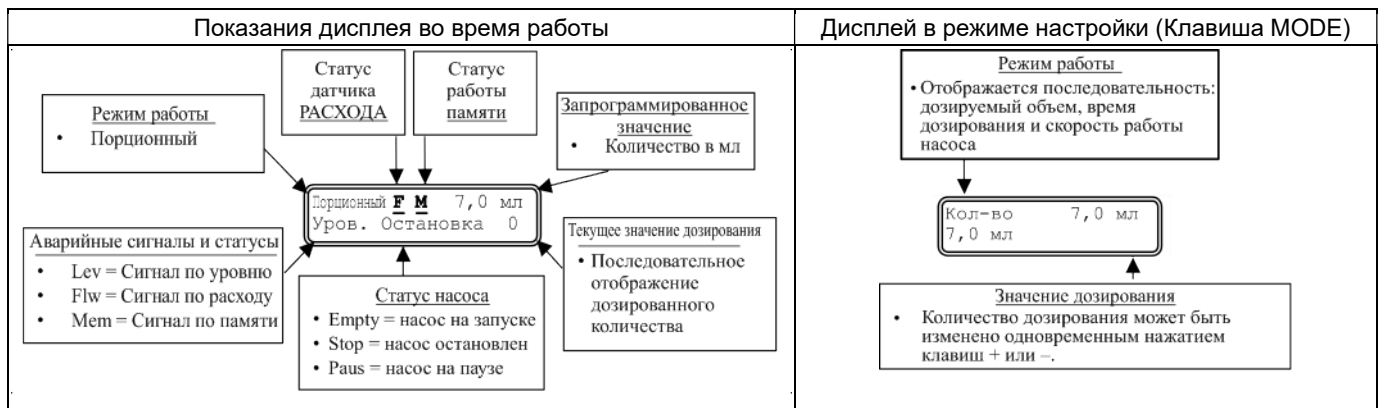 Показания дисплея во время работы
Статус
датчика
РАСХОДА
Статус
работы
памяти
Режим работы
• Порционный
Запрограммированное
значение
• Количество в мл
Порционный F M 7,0 мл
Уров. Остановка 0
Аварийные сигналы и статусы
• Lev = Сигнал по уровню
• Flw = Сигнал по расходу
• Mem = Сигнал по памяти
Статус насоса
• Empty = насос на запуске
• Stop = насос остановлен
• Paus = насос на паузе
Текущее значение дозирования
• Последовательное
отображение
дозированного
количества
Дисплей в режиме настройки (Клавиша MODE)
Режим работы
• Отображается последовательность:
дозируемый объем, время
дозирования и скорость работы
насоса
Кол-во 7,0 мл
7,0 мл
Значение дозирования
• Количество дозирования может быть
изменено одновременным нажатием
клавиш + или –.